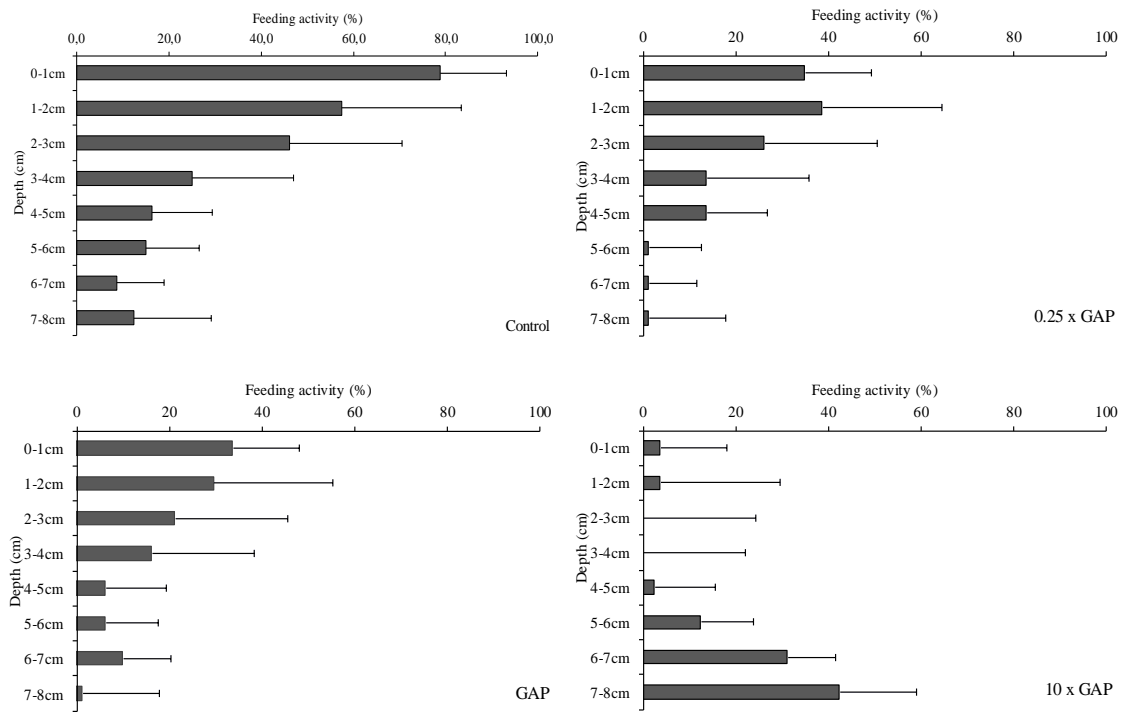 Feeding activity (%)
0,0 20,0 40,0 60,0 80,0 100,0
0-1cm
1-2cm
2-3cm
3-4cm
4-5cm
5-6cm
6-7cm
7-8cm
Depth (cm)
Control
Feeding activity (%)
0 20 40 60 80 100
0-1cm
1-2cm
2-3cm
3-4cm
4-5cm
5-6cm
6-7cm
7-8cm
Depth (cm)
0.25 x GAP
Feeding activity (%)
0 20 40 60 80 100
0-1cm
1-2cm
2-3cm
3-4cm
4-5cm
5-6cm
6-7cm
7-8cm
Depth (cm)
GAP
Feeding activity (%)
0 20 40 60 80 100
0-1cm
1-2cm
2-3cm
3-4cm
4-5cm
5-6cm
6-7cm
7-8cm
Depth (cm)
10 x GAP